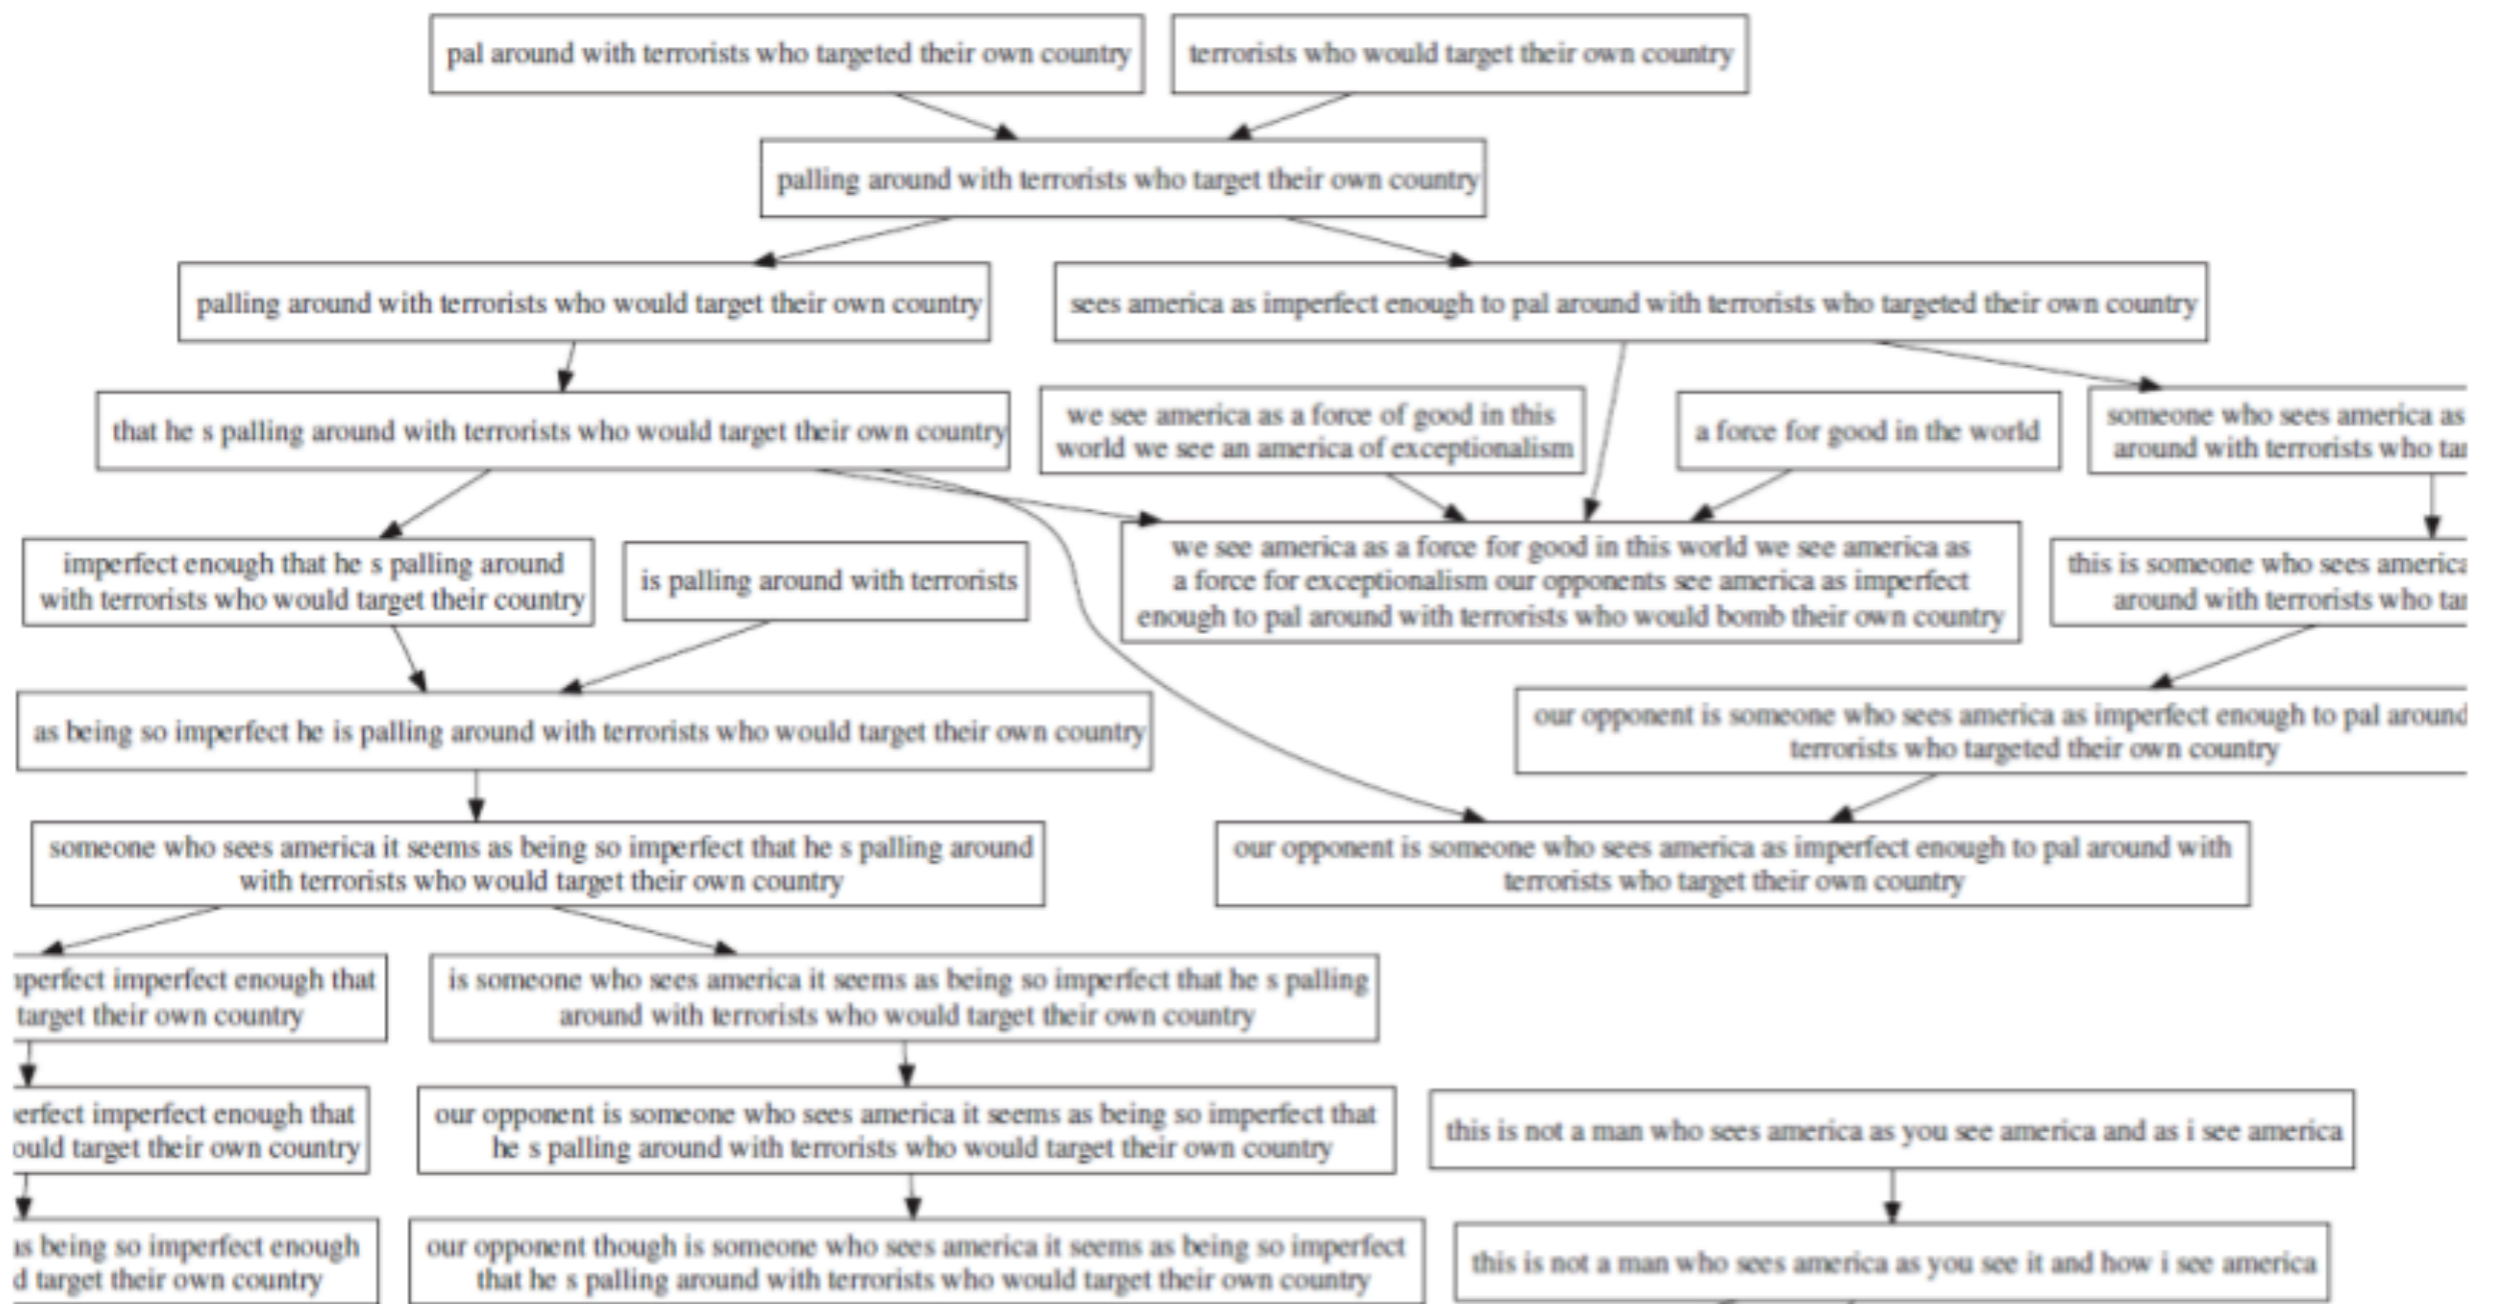 pal around with terrorists who targeted their own country
terrorists who would target their own country
palling around with terrorists who target their own country
palling around with terrorists who would target their own country
sees america as imperfect enough to pal around with terrorists who targeted their own country
that he s palling around with terrorists who would target their own country
we see america as a force of good in this
world we see an america of exceptionalism
a force for good in the world
someone who sees america as
around with terrorists who
imperfect enough that he s palling around
with terrorists who would target their country
is palling around with terrorists
we see america as a force for good in this world we see america as
a force for exceptionalism our opponents see america as imperfect
enough to pal around with terrorists who would bomb their own country
this is someone who sees america
around with terrorists who
as being so imperfect he is palling around with terrorists who would target their own country
our opponent is someone who sees america as imperfect enough to pal around
terrorists who targeted their own country
someone who sees america it seems as being so imperfect that he s palling around
with terrorists who would target their own country
our opponent is someone who sees america as imperfect enough to pal around with
terrorists who target their own country
imperfect enough that
target their own country
is someone who sees america it seems as being so imperfect that he s palling
around with terrorists who would target their own country
imperfect enough that
target their own country
our opponent is someone who sees america it seems as being so imperfect that
he s palling around with terrorists who would target their own country
this is not a man who sees america as you see america and as i see america
being so imperfect enough
target their own country
our opponent though is someone who sees america it seems as being so imperfect
that he s palling around with terrorists who would target their own country
this is not a man who sees america as you see it and how i see america